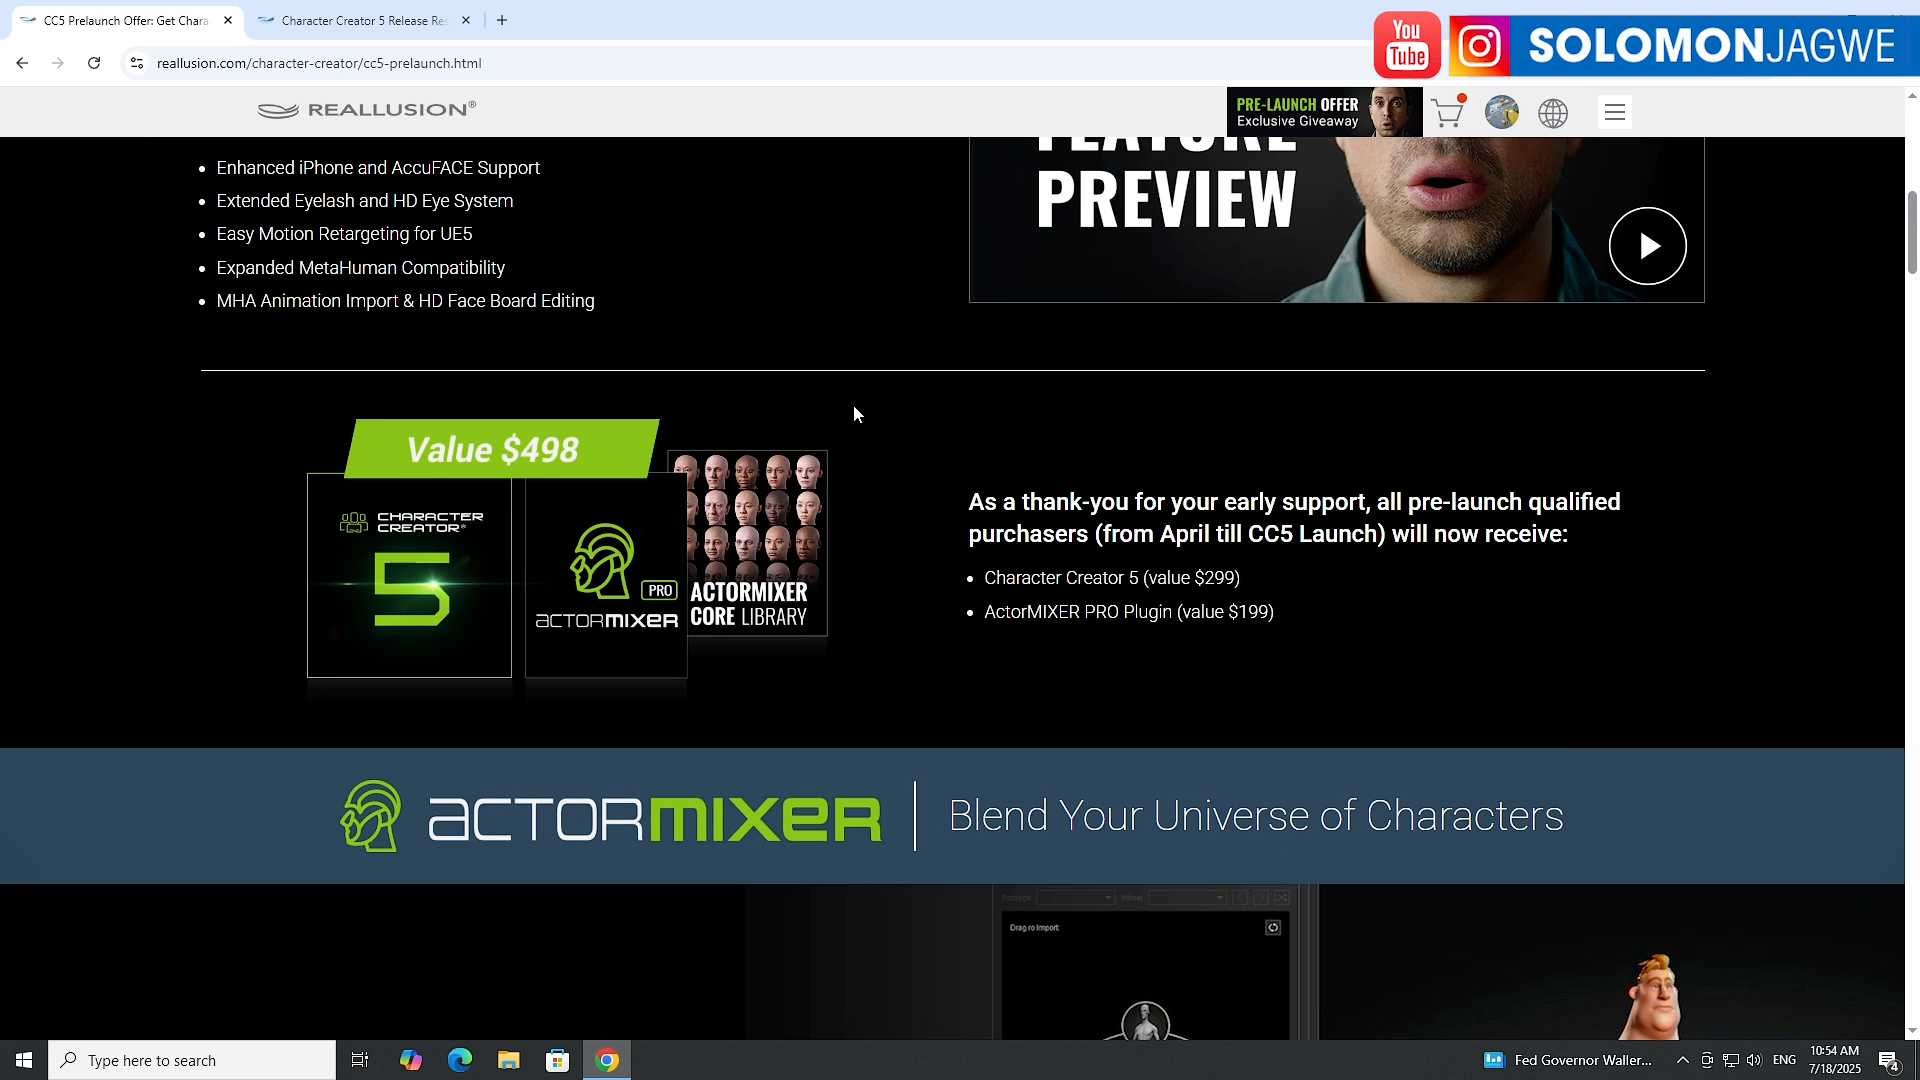 CC5 Prelaunch Offer: Get Chara
Character Creator 5 Release Re
reallusion.com/character-creator/cc5-prelaunch.html
You
Tube
SOLOMONJAGWE
REALLUSION®
PRE-LAUNCH OFFER
Exclusive Giveaway
FEATURE
PREVIEW
• Enhanced iPhone and AccuFACE Support
• Extended Eyelash and HD Eye System
• Easy Motion Retargeting for UE5
• Expanded MetaHuman Compatibility
• MHA Animation Import & HD Face Board Editing
Value $498
CHARACTER
CREATOR®
5
PRO
ACTORMIXER
ACTORMIXER
CORE LIBRARY
As a thank-you for your early support, all pre-launch qualified
purchasers (from April till CC5 Launch) will now receive:
• Character Creator 5 (value $299)
• ActorMIXER PRO Plugin (value $199)
ACTORMIXER | Blend Your Universe of Characters
Package
Drag ro Import
Type here to search
Fed Governor Waller...
ENG
10:54 AM
7/18/2025
4